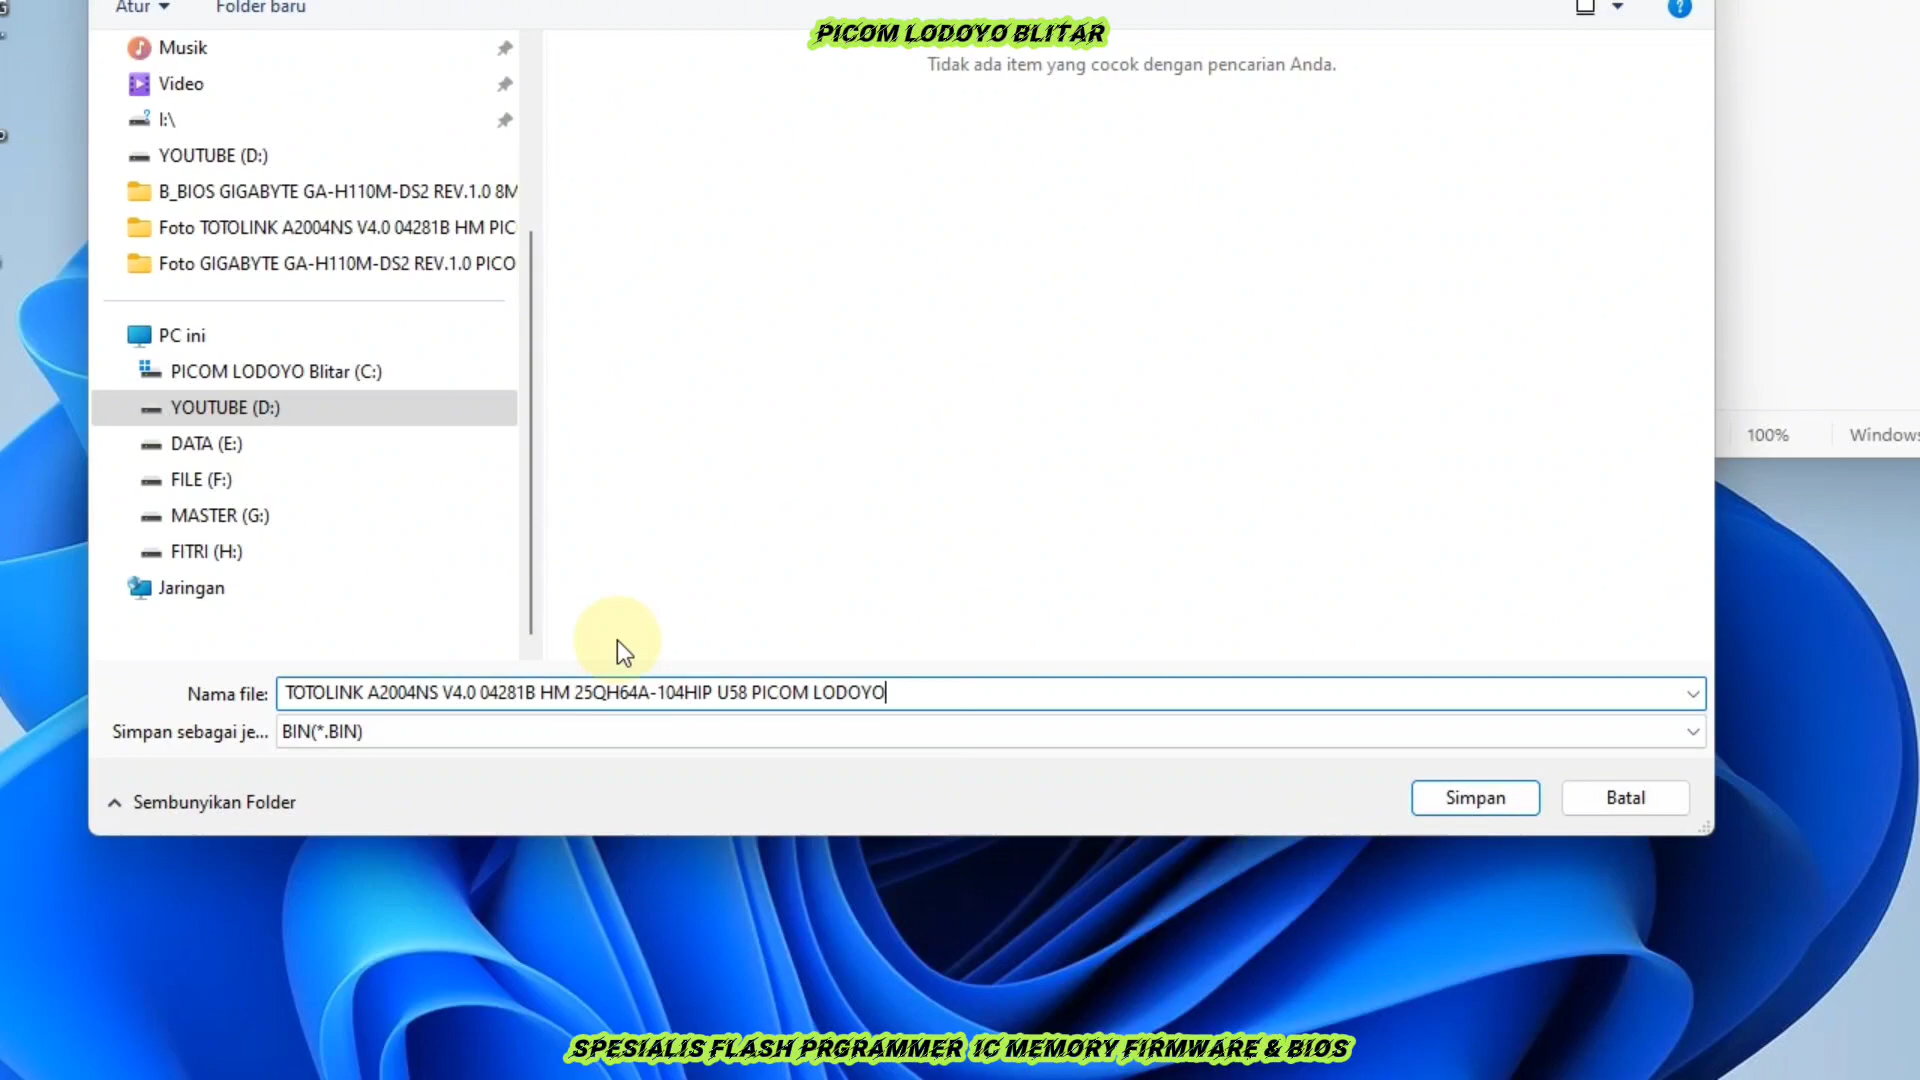 Atur
Folder baru
PICOM LODOYO BLITAR
Musik
Tidak ada item yang cocok dengan pencarian Anda.
Video
I:\
YOUTUBE (D:)
B_BIOS GIGABYTE GA-H110M-DS2 REV.1.0 8M
Foto TOTOLINK A2004NS V4.0 04281B HM PIC
Foto GIGABYTE GA-H110M-DS2 REV.1.0 PICO
PC ini
PICOM LODOYO Blitar (C:)
YOUTUBE (D:)
DATA (E:)
100%
Windows
FILE (F:)
MASTER (G:)
FITRI (H:)
Jaringan
Nama file: TOTOLINK A2004NS V4.0 04281B HM 25QH64A-104HIP U58 PICOM LODOYO
Simpan sebagai je... BIN(*.BIN)
Sembunyikan Folder
Simpan
Batal
SPESIALIS FLASH PRGRAMMER IC MEMORY FIRMWARE & BIOS